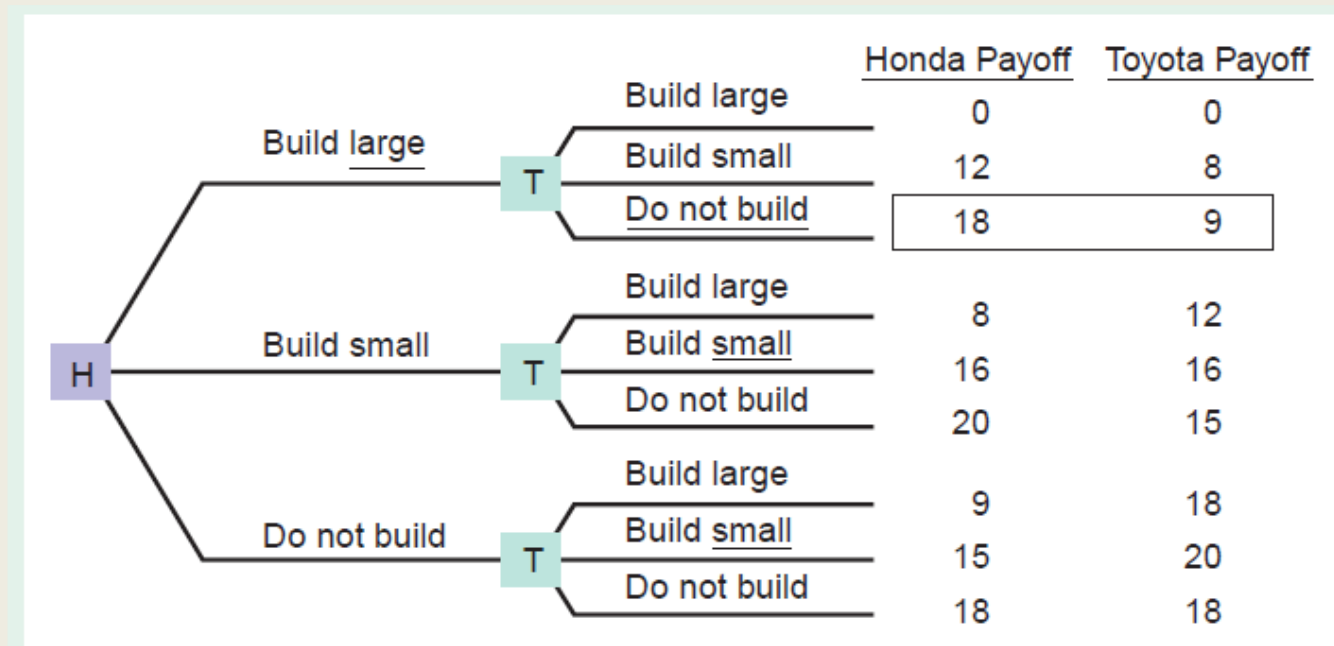 Honda Payoff Toyota Payoff
Build large 0 0
Build large
Build small 12 8
T
Do not build 18 9
Build large 8 12
Build small
Build small 16 16
H T
Do not build 20 15
Build large 9 18
Do not build
Build small 15 20
T
Do not build 18 18